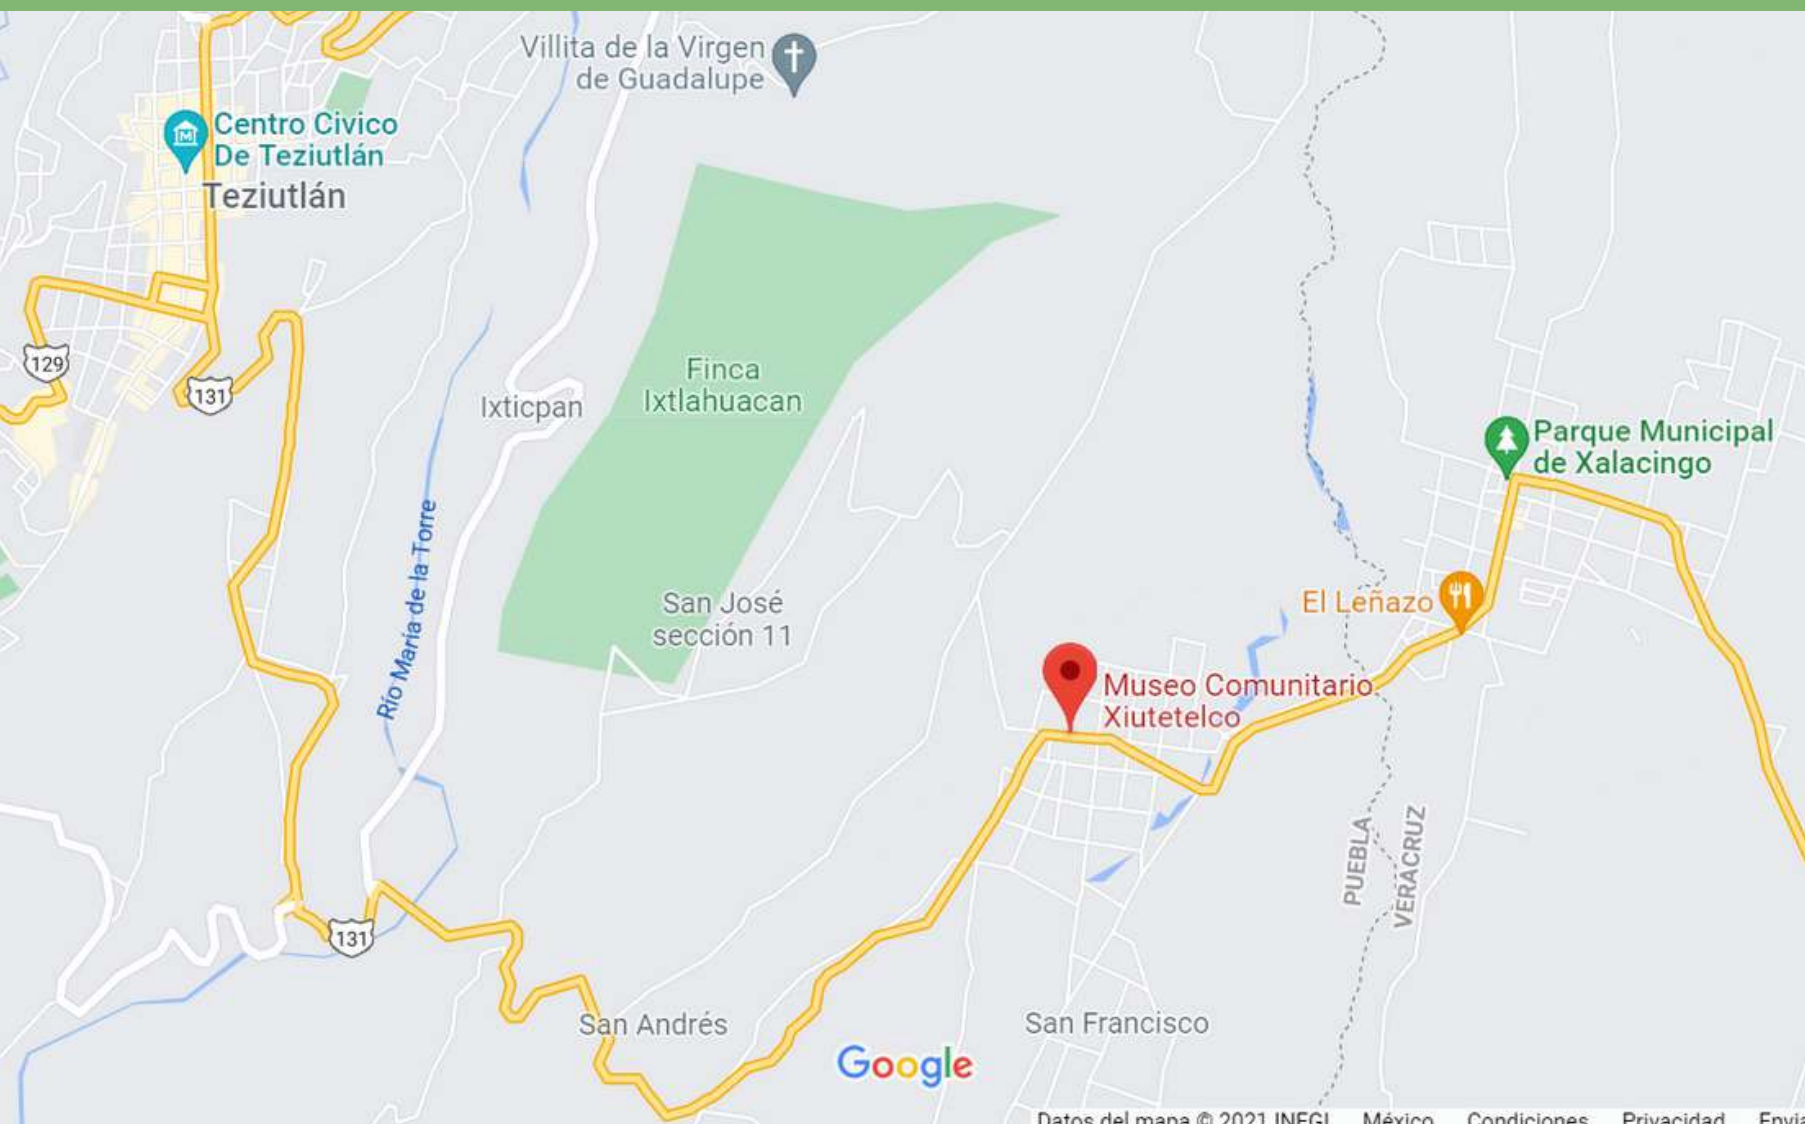 Villita de la Virgen
de Guadalupe
Centro Civico
De Teziutlán
Teziutlán
129
131
Ixticpan
Finca
Ixtlahuacan
Parque Municipal
de Xalacingo
Río María de la Torre
San José
sección 11
El Leñazo
Museo Comunitario
Xiutetelco
PUEBLA
VERACRUZ
131
San Andrés
San Francisco
Google
Datos del mapa © 2021 INEGI México Condiciones Privacidad Envia